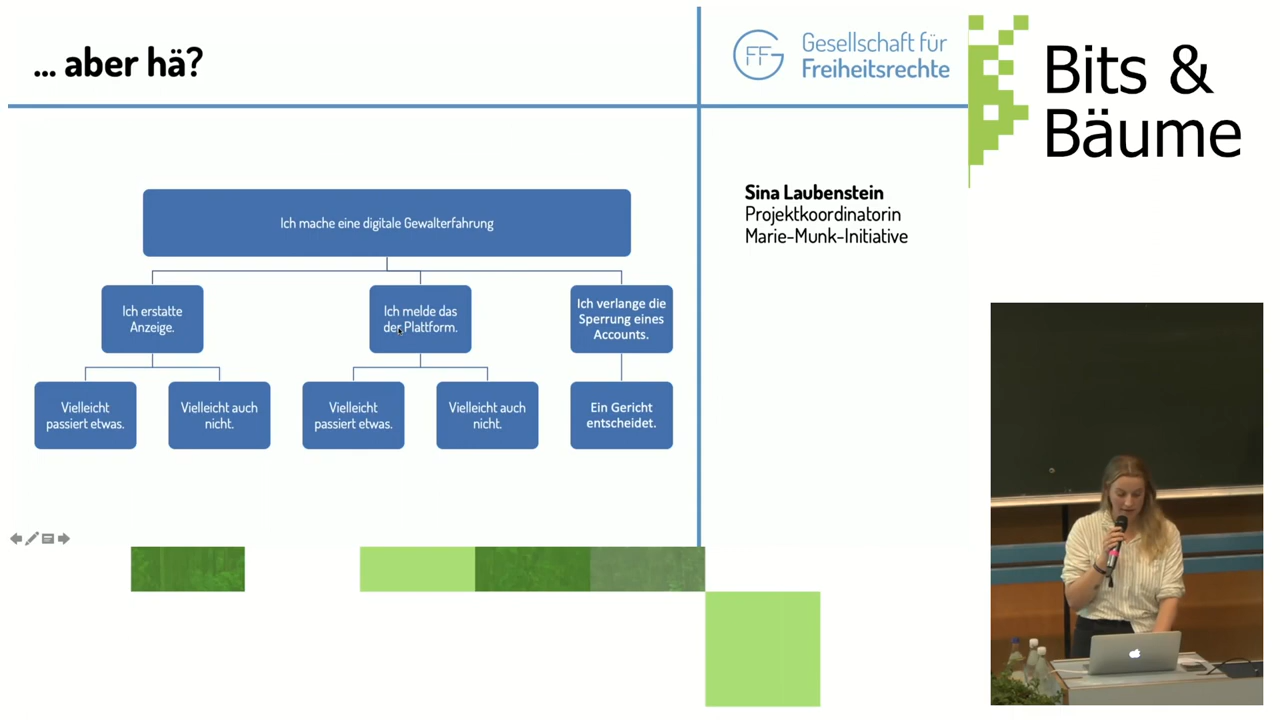 ... aber hä?
Gesellschaft für
Freiheitsrechte
Bits &
Bäume
Sina Laubenstein
Projektkoordinatorin
Marie-Munk-Initiative
Ich mache eine digitale Gewalterfahrung
Ich erstatte
Anzeige.
Ich melde das
der Plattform.
Ich verlange die
Sperrung eines
Accounts.
Vielleicht
passiert etwas.
Vielleicht auch
nicht.
Vielleicht
passiert etwas.
Vielleicht auch
nicht.
Ein Gericht
entscheidet.